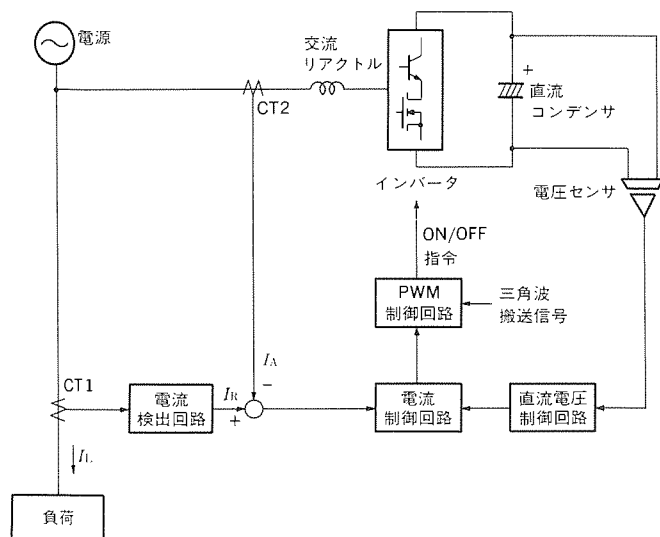 電源
交流
リアクトル
CT2
+
直流
コンデンサ
インバータ
電圧センサ
ON/OFF
指令
PWM
制御回路
三角波
搬送信号
CT1
電流
検出回路
IR
+
IA
−
電流
制御回路
直流電圧
制御回路
IL
負荷